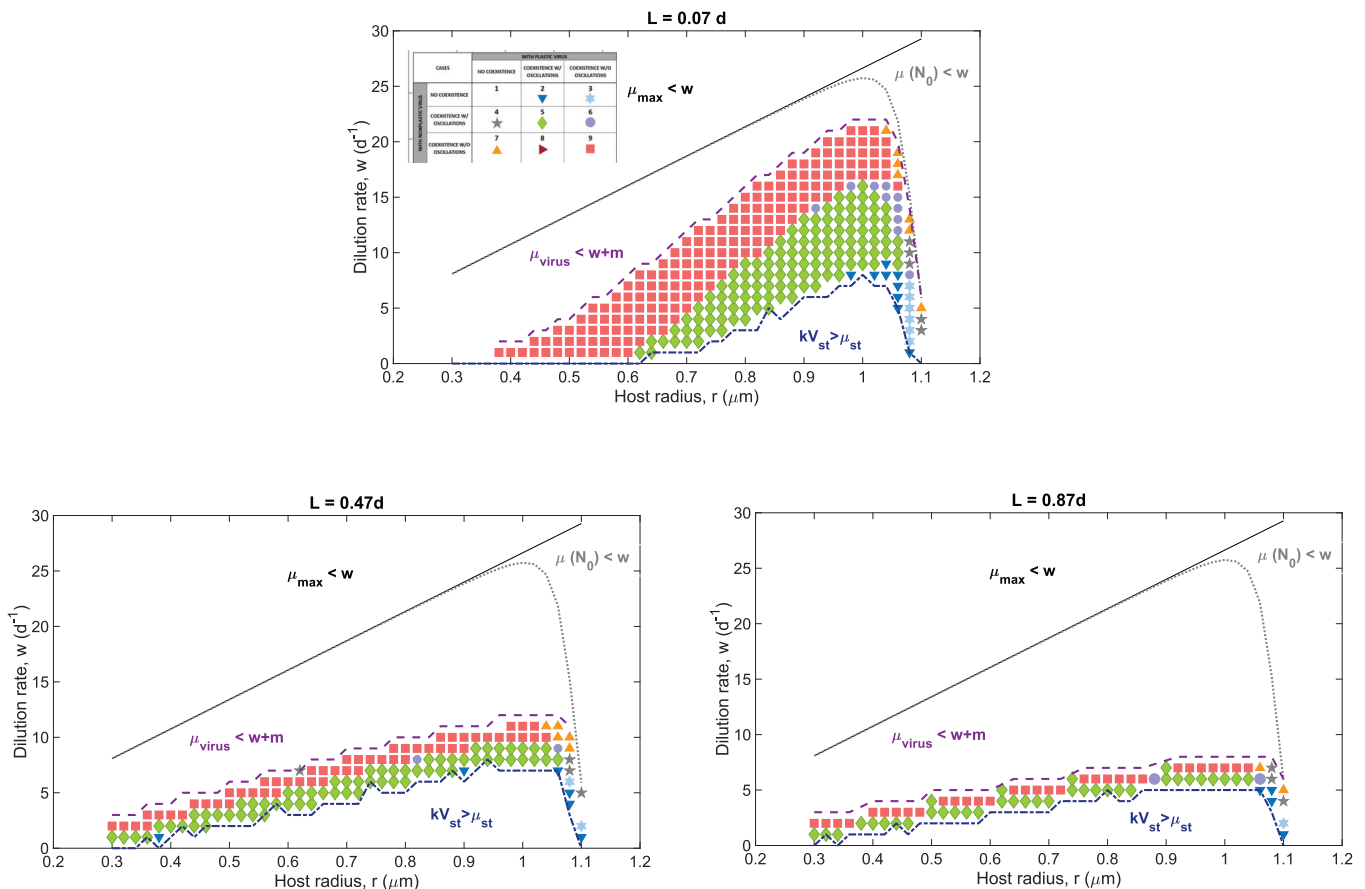 L = 0.07 d
30
25
20
15
10
5
0
Dilution rate, w (d⁻¹)
WITH PLASTIC VIRUS
CASES
NO COEXISTENCE
COEXISTENCE W/ OSCILLATIONS
COEXISTENCE W/O OSCILLATIONS
WITH NONPLASTIC VIRUS
NO COEXISTENCE
1
2
3
COEXISTENCE W/ OSCILLATIONS
4
5
6
COEXISTENCE W/O OSCILLATIONS
7
8
9
μmax < w
μ (N₀) < w
μvirus < w+m
kVst>μst
0.2 0.3 0.4 0.5 0.6 0.7 0.8 0.9 1 1.1 1.2
Host radius, r (μm)
L = 0.47d
30
25
20
15
10
5
0
Dilution rate, w (d⁻¹)
μmax < w
μ (N₀) < w
μvirus < w+m
kVst>μst
0.2 0.3 0.4 0.5 0.6 0.7 0.8 0.9 1 1.1 1.2
Host radius, r (μm)
L = 0.87d
30
25
20
15
10
5
0
Dilution rate, w (d⁻¹)
μmax < w
μ (N₀) < w
μvirus < w+m
kVst>μst
0.2 0.3 0.4 0.5 0.6 0.7 0.8 0.9 1 1.1 1.2
Host radius, r (μm)